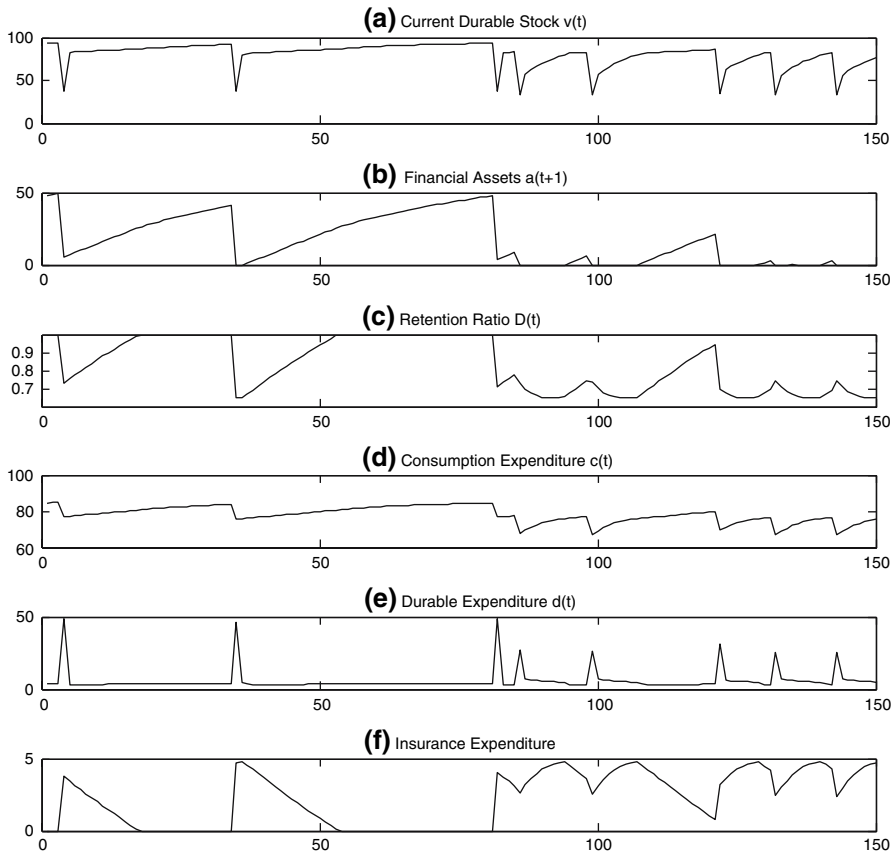 (a) Current Durable Stock v(t)
100
50
0
0 50 100 150
(b) Financial Assets a(t+1)
50
0
0 50 100 150
(c) Retention Ratio D(t)
0.9
0.8
0.7
0 50 100 150
(d) Consumption Expenditure c(t)
100
80
60
0 50 100 150
(e) Durable Expenditure d(t)
50
0
0 50 100 150
(f) Insurance Expenditure
5
0
0 50 100 150